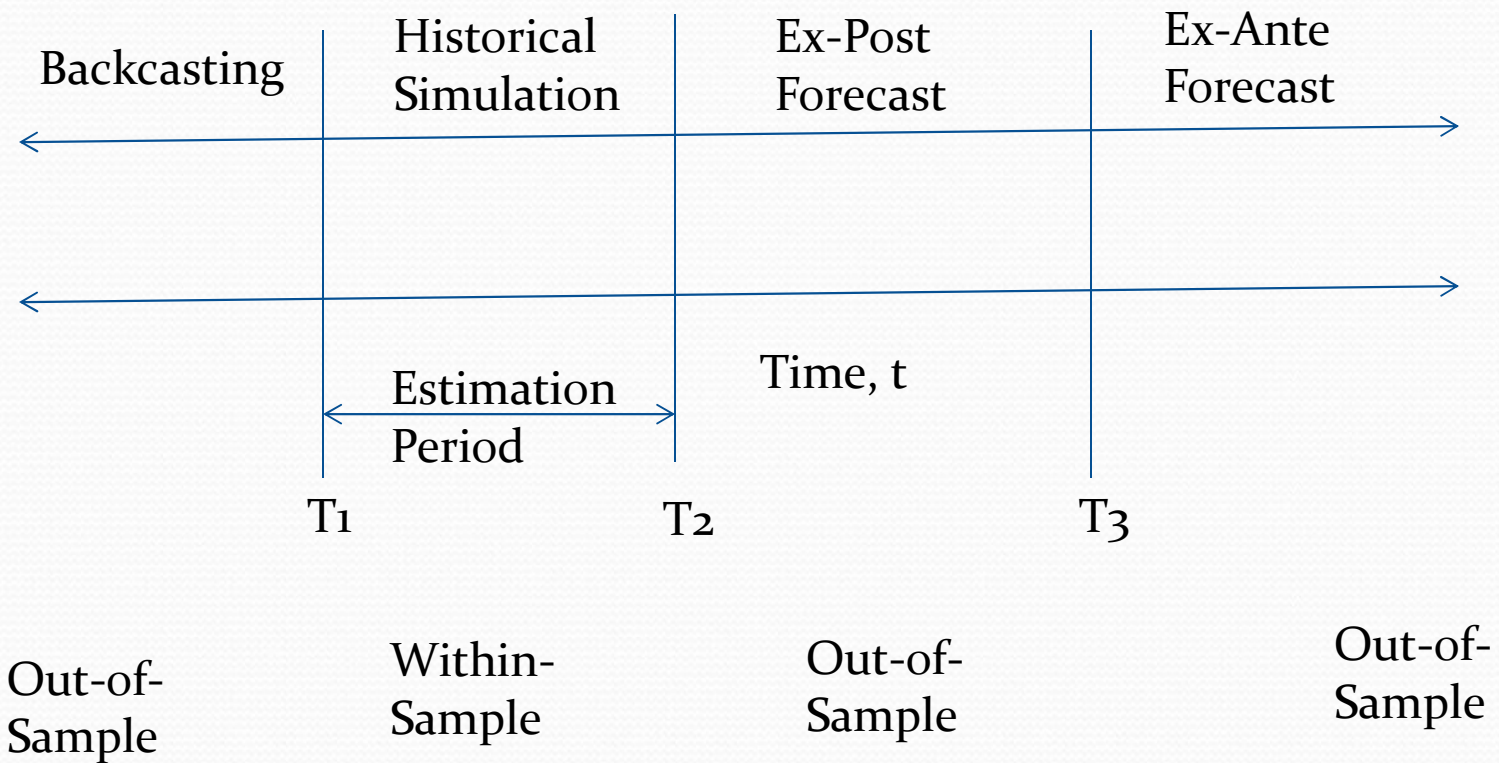 Backcasting
Historical
Simulation
Ex-Post
Forecast
Ex-Ante
Forecast
Estimation
Period
Time, t
T1
T2
T3
Out-of-
Sample
Within-
Sample
Out-of-
Sample
Out-of-
Sample